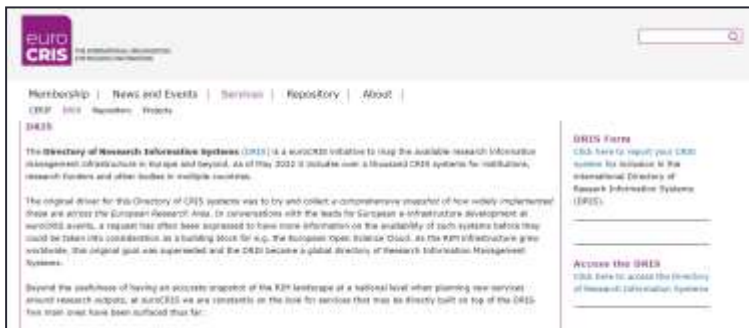 euro
CRIS
THE INTERNATIONAL ORGANISATION
FOR RESEARCH INFORMATION
Membership | News and Events | Services | Repository | About |
CERIF DRIS Repository Projects
DRIS
The Directory of Research Information Systems (DRIS) is a euroCRIS initiative to map the available research information
management infrastructure in Europe and beyond. As of May 2022 it includes over a thousand CRIS systems for institutions,
research funders and other bodies in multiple countries.
The original driver for this Directory of CRIS systems was to try and collect a comprehensive snapshot of how widely implemented
these are across the European Research Area. In conversations with the leads for European e-infrastructure development at
euroCRIS events, a request has often been expressed to have more information on the availability of such systems before they
could be taken into consideration as a building block for e.g. the European Open Science Cloud. As the RIM infrastructure grew
worldwide, this original goal was superseded and the DRIS became a global directory of Research Information Management
Systems.
Beyond the usefulness of having an accurate snapshot of the RIM landscape at a national level when planning new services
around research outputs, at euroCRIS we are constantly on the look for services that may be directly built on top of the DRIS.
Two main ones have been surfaced thus far:
DRIS Form
Click here to report your CRIS
system for inclusion in the
International Directory of
Research Information Systems
(DRIS).
Access the DRIS
Click here to access the Directory
of Research Information Systems